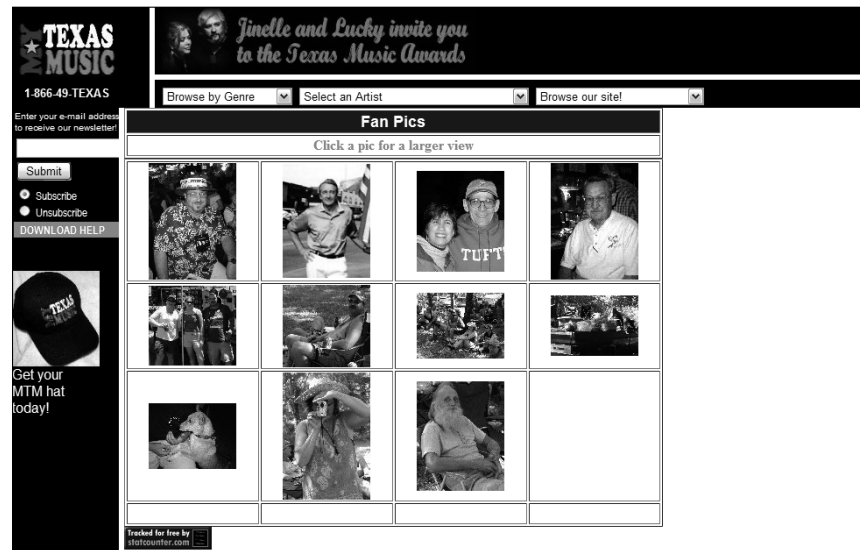 MY TEXAS MUSIC
1-866-49-TEXAS
Jinelle and Lucky invite you
to the Texas Music Awards
Browse by Genre
Select an Artist
Browse our site!
Enter your e-mail address
to receive our newsletter!
Submit
Subscribe
Unsubscribe
DOWNLOAD HELP
TEXAS
MUSIC
Get your
MTM hat
today!
Fan Pics
Click a pic for a larger view
TUFT
Tracked for free by
statcounter.com